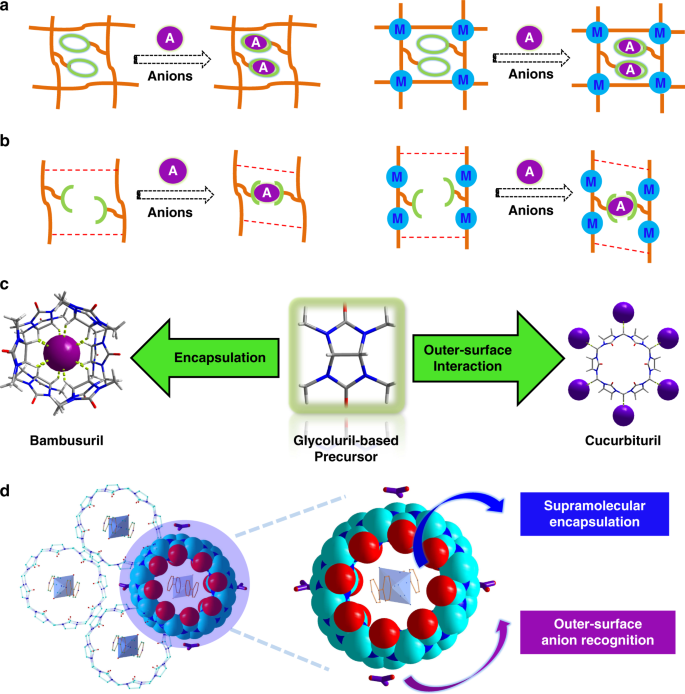 a
A
Anions
A
A
M
M
M
M
A
Anions
M
M
A
A
M
M
b
A
Anions
A
M
M
M
M
A
Anions
M
M
A
M
M
c
Encapsulation
Outer-surface
Interaction
Bambusuril
Glycoluril-based
Precursor
Cucurbituril
d
Supramolecular
encapsulation
Outer-surface
anion recognition